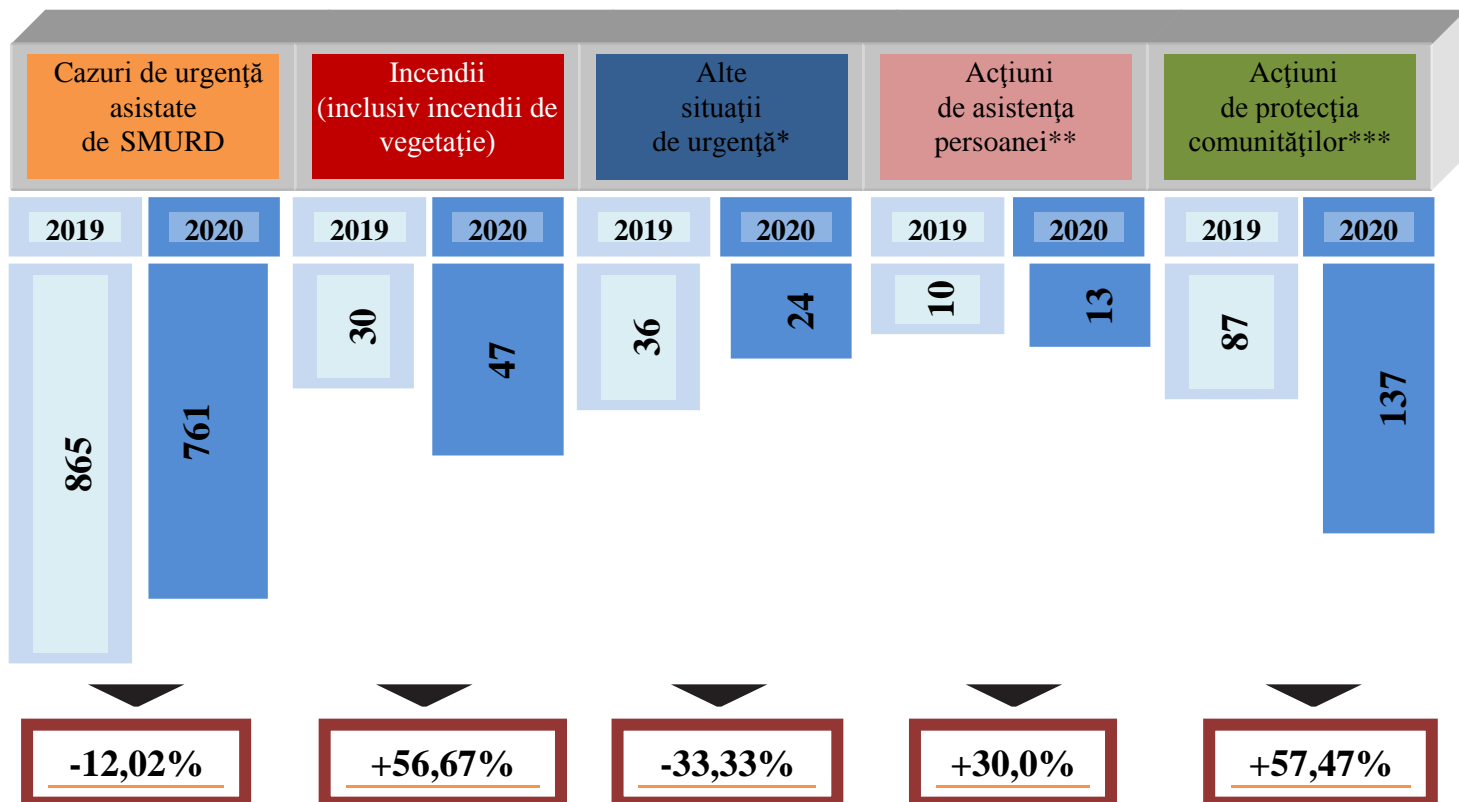 Cazuri de urgenţă
asistate
de SMURD
Incendii
(inclusiv incendii de
vegetaţie)
Alte
situaţii
de urgenţă*
Acţiuni
de asistenţa
persoanei**
Acţiuni
de protecţia
comunităţilor***
2019
2020
2019
2020
2019
2020
2019
2020
2019
2020
865
761
30
47
36
24
10
13
87
137
-12,02%
+56,67%
-33,33%
+30,0%
+57,47%